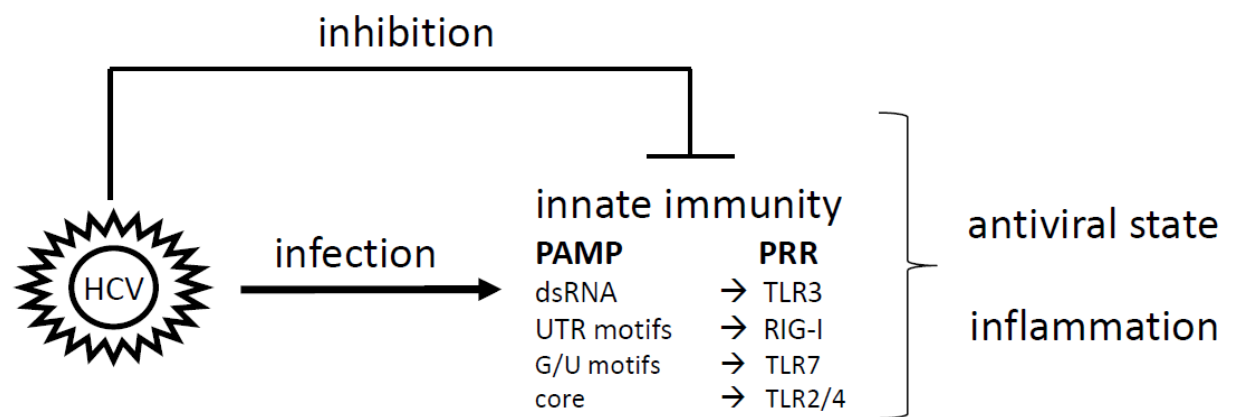 inhibition
innate immunity
infection
PAMP PRR
HCV
dsRNA → TLR3
UTR motifs → RIG-I
G/U motifs → TLR7
core → TLR2/4
antiviral state
inflammation